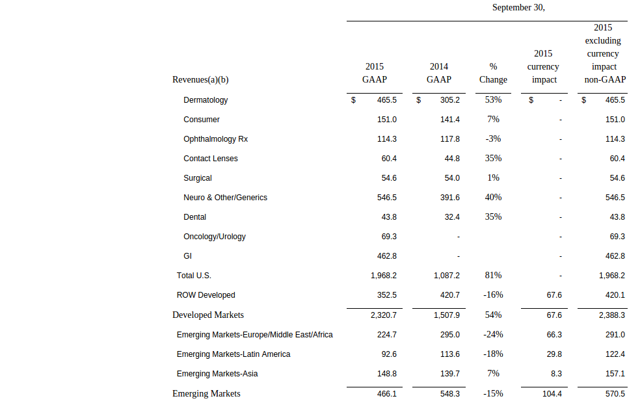 September 30,
2015
excluding
currency
2015 2014 % 2015 impact
currency
Revenues(a)(b) GAAP GAAP Change impact non-GAAP
Dermatology $ 465.5 $ 305.2 53% $ - $ 465.5
Consumer 151.0 141.4 7% - 151.0
Ophthalmology Rx 114.3 117.8 -3% - 114.3
Contact Lenses 60.4 44.8 35% - 60.4
Surgical 54.6 54.0 1% - 54.6
Neuro & Other/Generics 546.5 391.6 40% - 546.5
Dental 43.8 32.4 35% - 43.8
Oncology/Urology 69.3 - - 69.3
GI 462.8 - - 462.8
Total U.S. 1,968.2 1,087.2 81% - 1,968.2
ROW Developed 352.5 420.7 -16% 67.6 420.1
Developed Markets 2,320.7 1,507.9 54% 67.6 2,388.3
Emerging Markets-Europe/Middle East/Africa 224.7 295.0 -24% 66.3 291.0
Emerging Markets-Latin America 92.6 113.6 -18% 29.8 122.4
Emerging Markets-Asia 148.8 139.7 7% 8.3 157.1
Emerging Markets 466.1 548.3 -15% 104.4 570.5